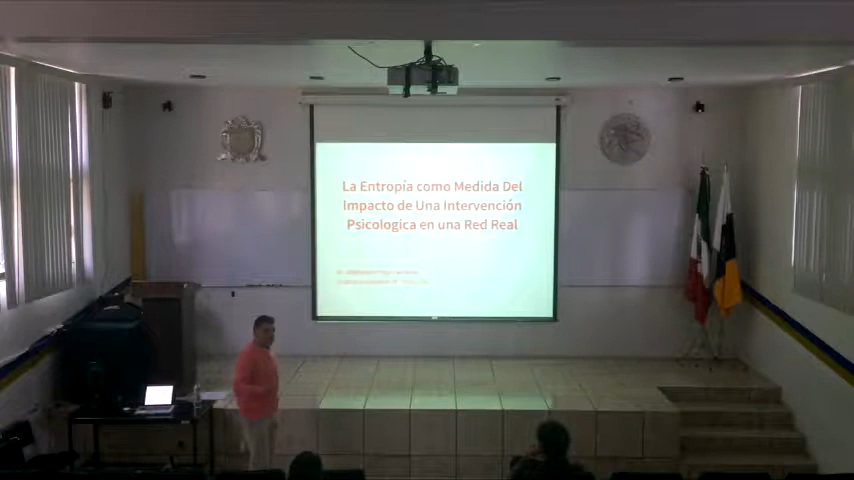 La Entropía como Medida Del
Impacto de Una Intervención
Psicologica en una Red Real